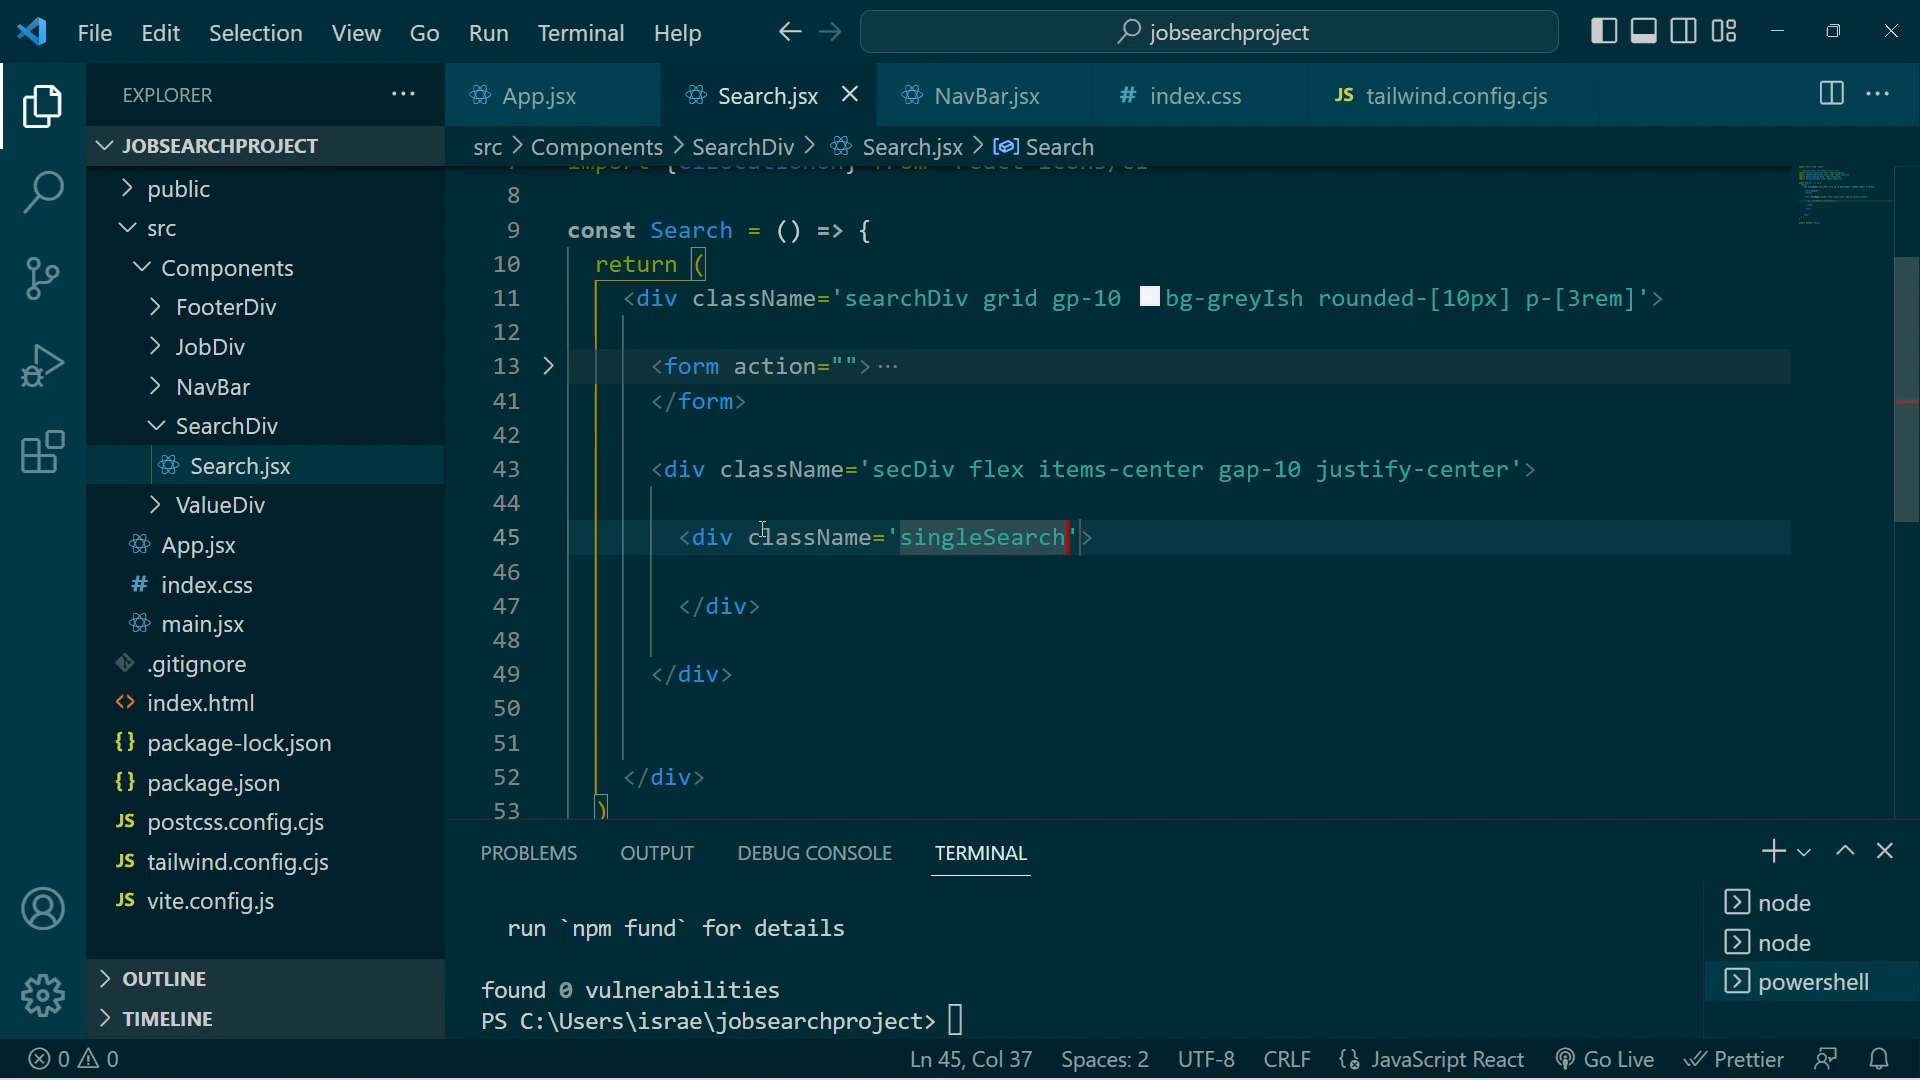 File Edit Selection View Go Run Terminal Help
jobsearchproject
EXPLORER
App.jsx Search.jsx NavBar.jsx # index.css JS tailwind.config.cjs
JOBSEARCHPROJECT
src > Components > SearchDiv > Search.jsx > Search
public
src
Components
FooterDiv
JobDiv
NavBar
SearchDiv
Search.jsx
ValueDiv
App.jsx
# index.css
main.jsx
.gitignore
<> index.html
{} package-lock.json
{} package.json
JS postcss.config.cjs
JS tailwind.config.cjs
JS vite.config.js
OUTLINE
TIMELINE
8
9 const Search = () => {
10 return (
11 <div className='searchDiv grid gp-10 bg-greyIsh rounded-[10px] p-[3rem]'>
12
13 <form action="">···
41 </form>
42
43 <div className='secDiv flex items-center gap-10 justify-center'>
44
45 <div className='singleSearch'>
46
47 </div>
48
49 </div>
50
51
52 </div>
53 )
PROBLEMS OUTPUT DEBUG CONSOLE TERMINAL
run `npm fund` for details
found 0 vulnerabilities
PS C:\Users\israe\jobsearchproject>
node
node
powershell
0 0 Ln 45, Col 37 Spaces: 2 UTF-8 CRLF JavaScript React Go Live Prettier